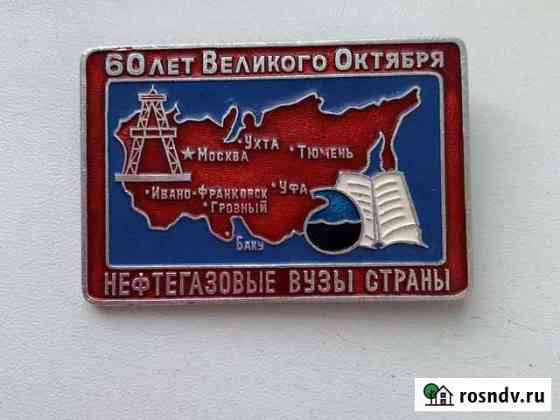 60 лет Великого Октября
Ухта
Москва
Тюмень
Ивано-Франковск
Уфа
Грозный
Баку
НЕФТЕГАЗОВЫЕ ВУЗЫ СТРАНЫ
rosndv.ru